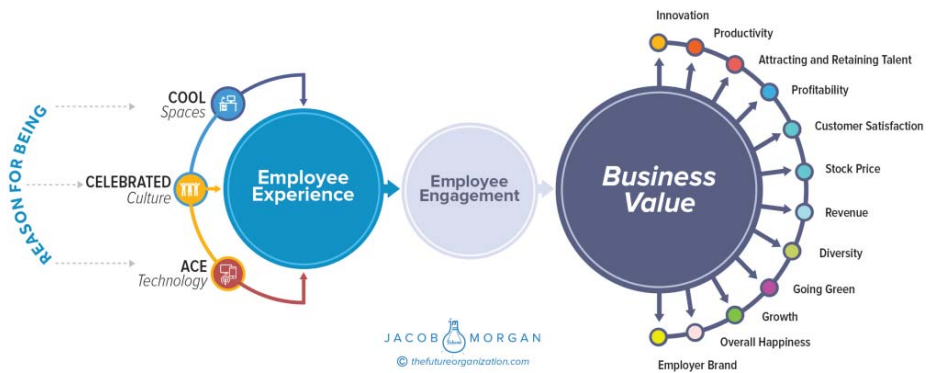 REASON FOR BEING
COOL
Spaces
CELEBRATED
Culture
ACE
Technology
Employee
Experience
Employee
Engagement
Business
Value
Innovation
Productivity
Attracting and Retaining Talent
Profitability
Customer Satisfaction
Stock Price
Revenue
Diversity
Going Green
Growth
Overall Happiness
Employer Brand
JACOB MORGAN
© thefutureorganization.com